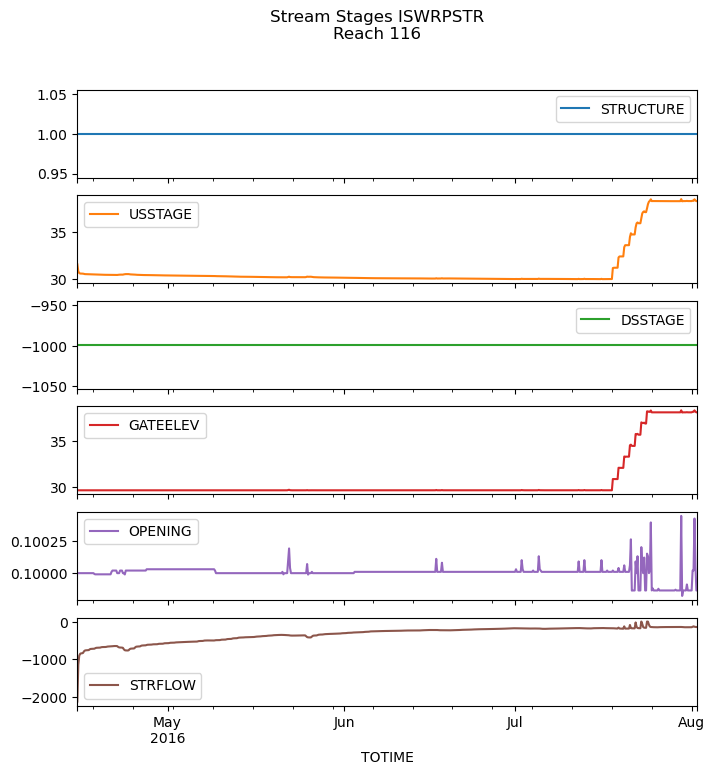 Stream Stages ISWRPSTR
Reach 116
1.05
1.00
0.95
STRUCTURE
35
30
USSTAGE
−950
−1000
−1050
DSSTAGE
35
30
GATEELEV
0.10025
0.10000
OPENING
0
−1000
−2000
STRFLOW
May
2016
Jun
Jul
Aug
TOTIME